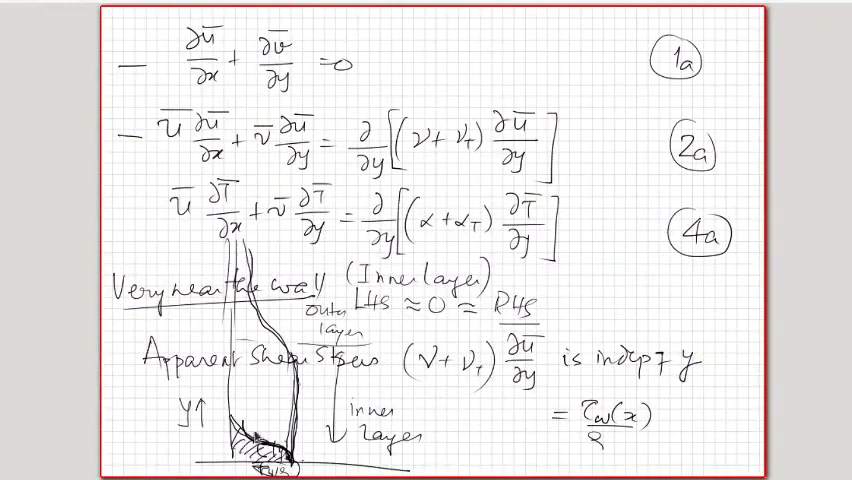 — ∂ū/∂x + ∂v̄/∂y = 0 (1a)
— ū ∂ū/∂x + v̄ ∂ū/∂y = ∂/∂y [(ν + ν_T) ∂ū/∂y] (2a)
ū ∂T̄/∂x + v̄ ∂T̄/∂y = ∂/∂y [(α + α_T) ∂T̄/∂y] (4a)
Very near the wall (Inner layer)
LHS ≈ 0 = RHS
outer
layer
Apparent Shear Stress (ν + ν_T) ∂ū/∂y is indep of y
y↑
inner
layer
= τ_w(x)/ρ